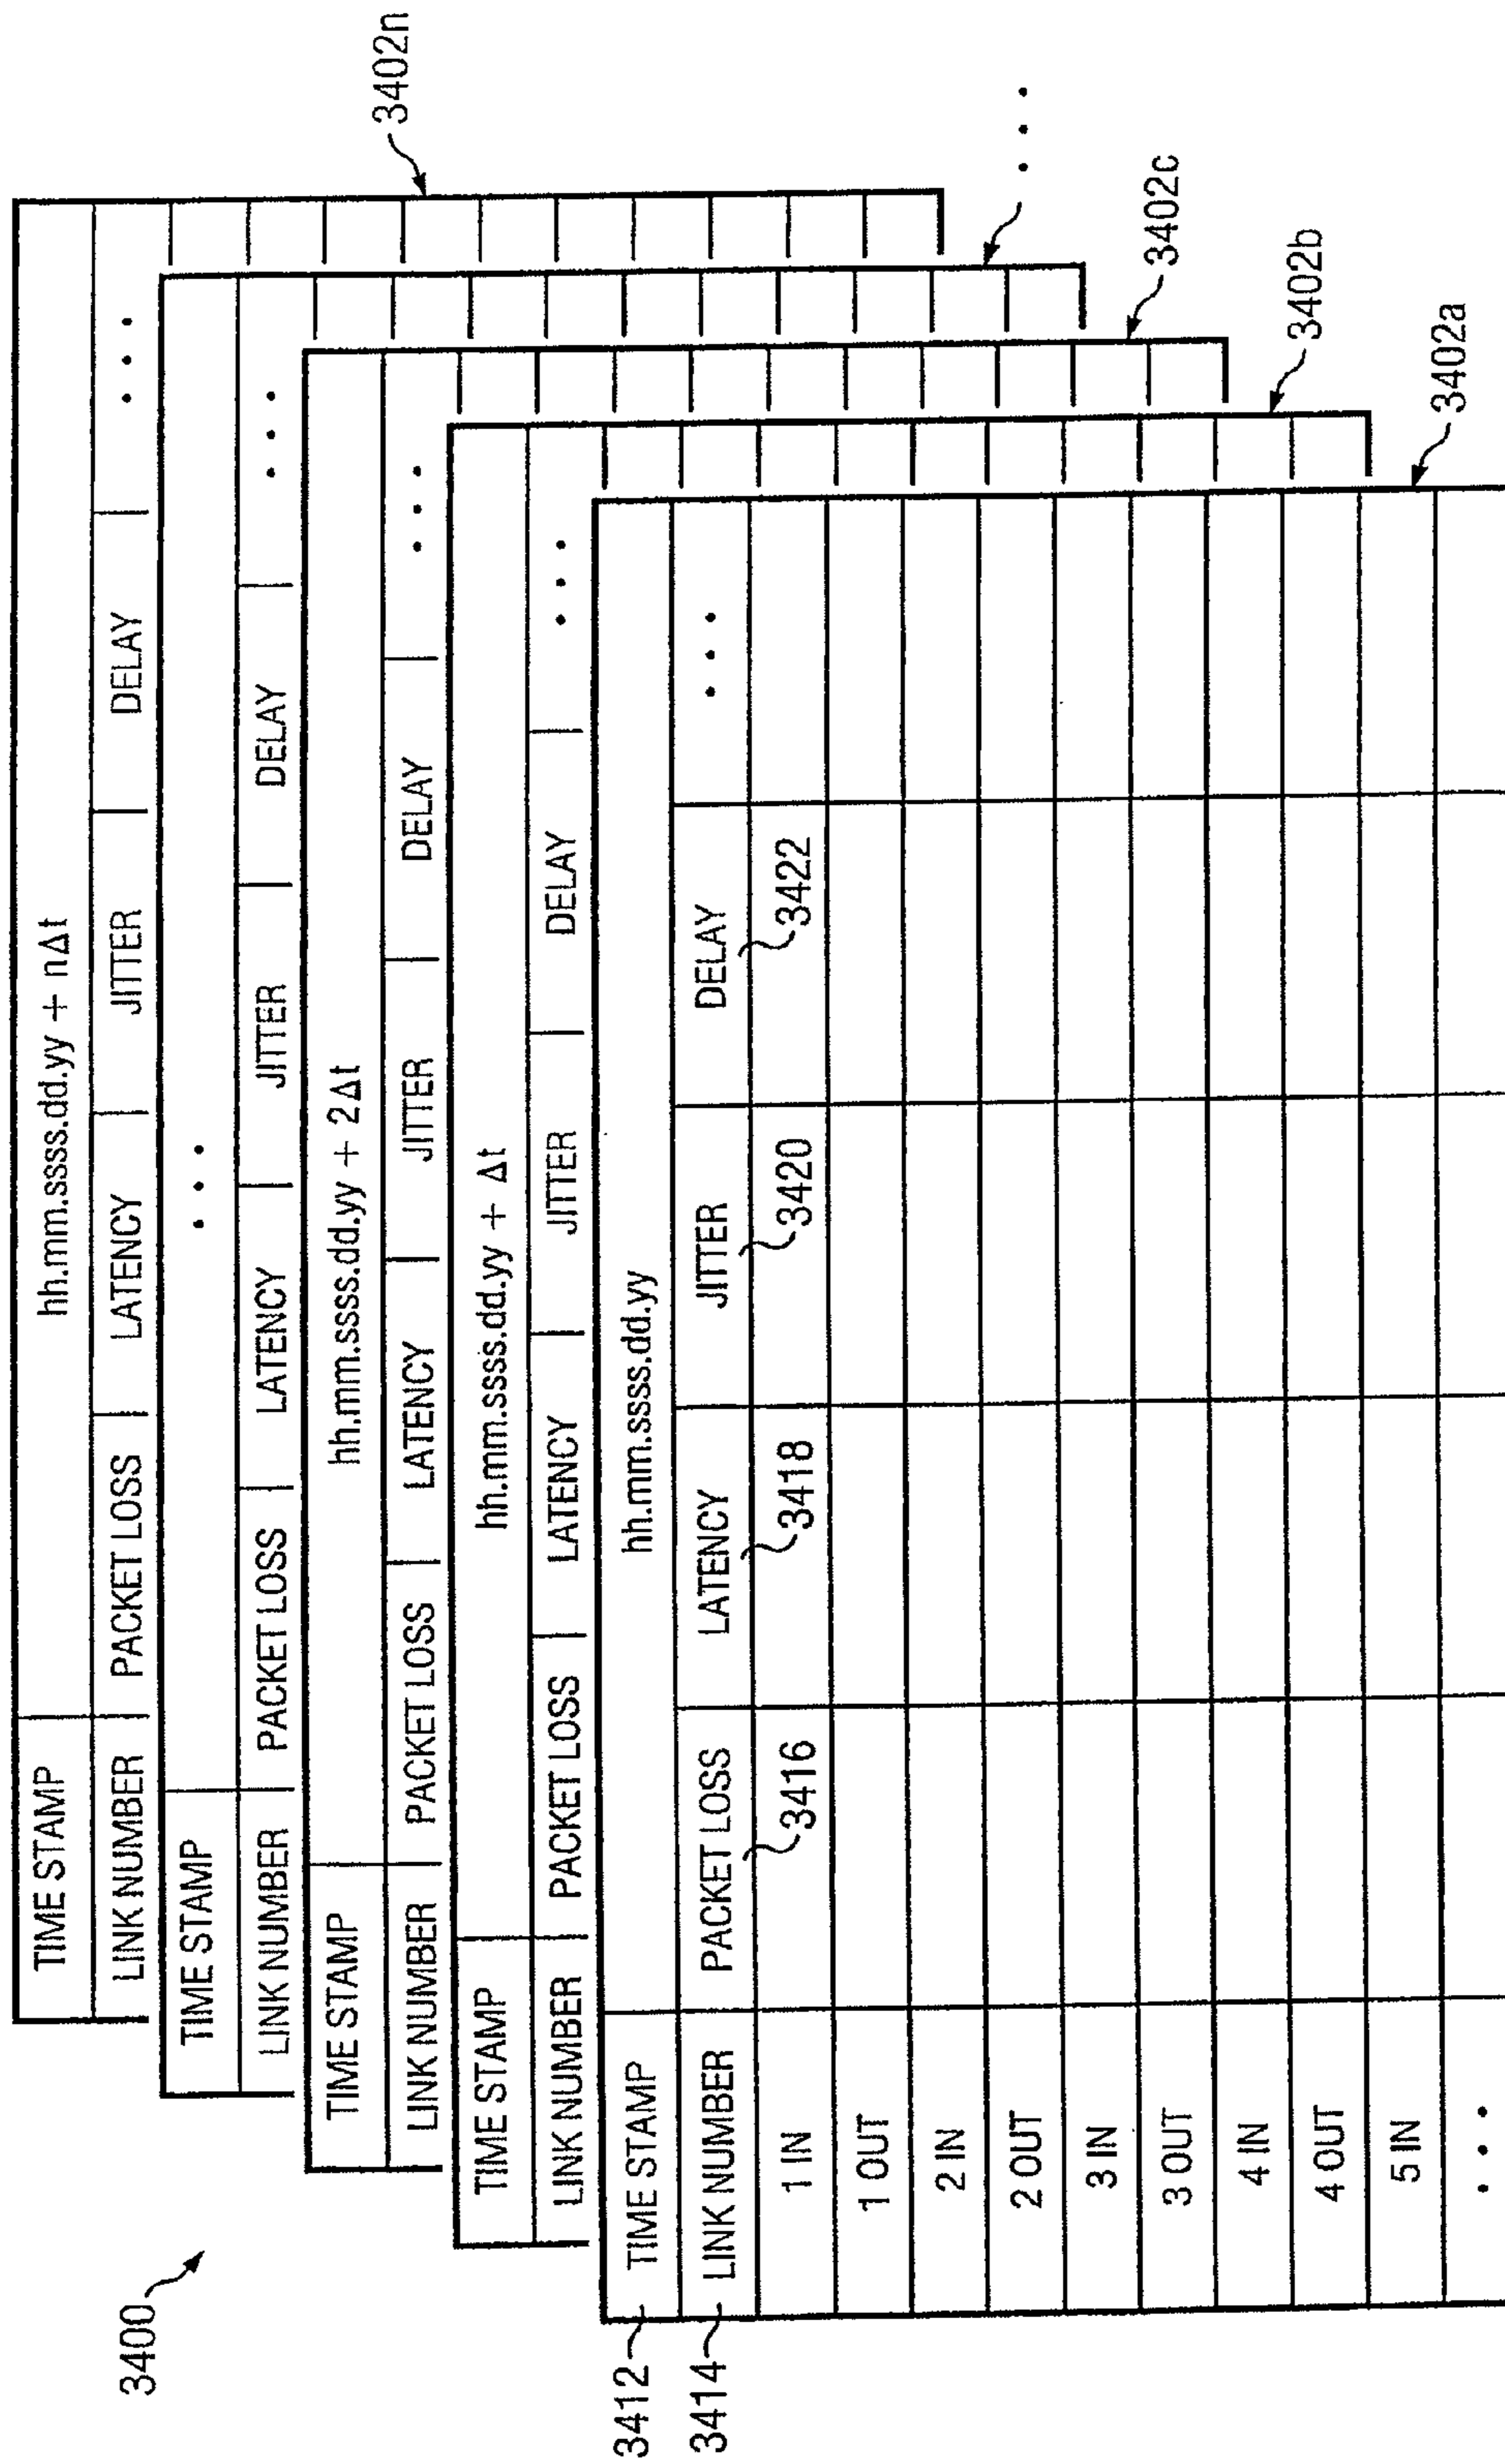 3400
TIME STAMP hh.mm.ssss.dd.yy + nΔt
LINK NUMBER PACKET LOSS LATENCY JITTER DELAY • • •
3402n
TIME STAMP • • •
LINK NUMBER PACKET LOSS LATENCY JITTER DELAY • • •
• • •
TIME STAMP hh.mm.ssss.dd.yy + 2Δt
LINK NUMBER PACKET LOSS LATENCY JITTER DELAY • • •
3402c
TIME STAMP hh.mm.ssss.dd.yy + Δt
LINK NUMBER PACKET LOSS LATENCY JITTER DELAY • • •
3402b
3412 TIME STAMP hh.mm.ssss.dd.yy
3414 LINK NUMBER PACKET LOSS LATENCY JITTER DELAY • • •
1 IN 3416 3418 3420 3422
1 OUT
2 IN
2 OUT
3 IN
3 OUT
4 IN
4 OUT
5 IN
3402a
• • •